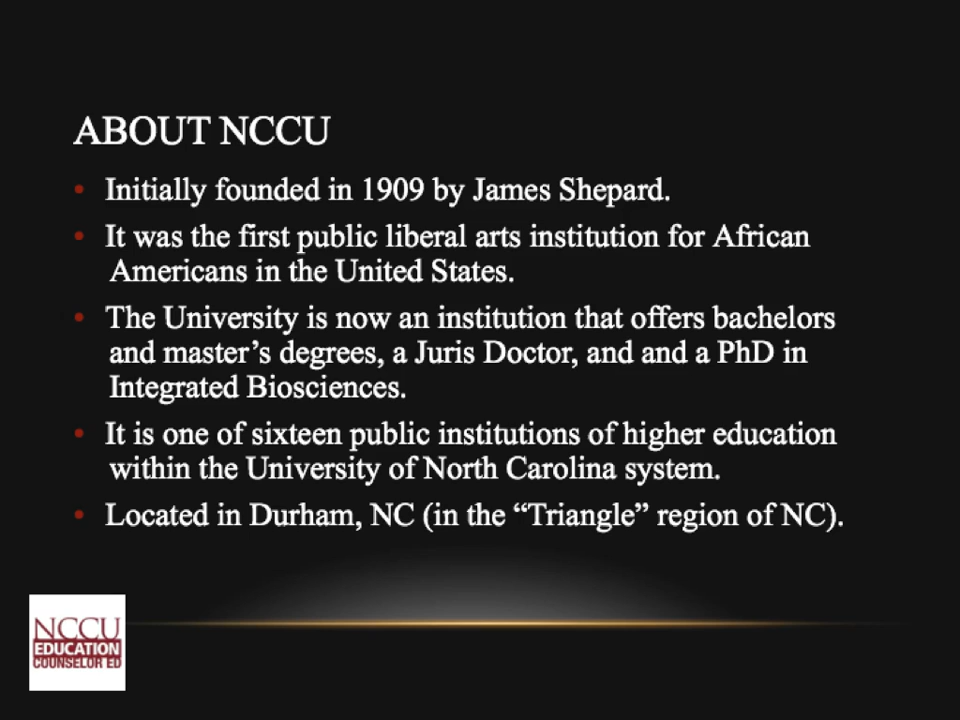 ABOUT NCCU
• Initially founded in 1909 by James Shepard.
• It was the first public liberal arts institution for African
Americans in the United States.
• The University is now an institution that offers bachelors
and master’s degrees, a Juris Doctor, and and a PhD in
Integrated Biosciences.
• It is one of sixteen public institutions of higher education
within the University of North Carolina system.
• Located in Durham, NC (in the “Triangle” region of NC).
NCCU
EDUCATION
COUNSELOR ED